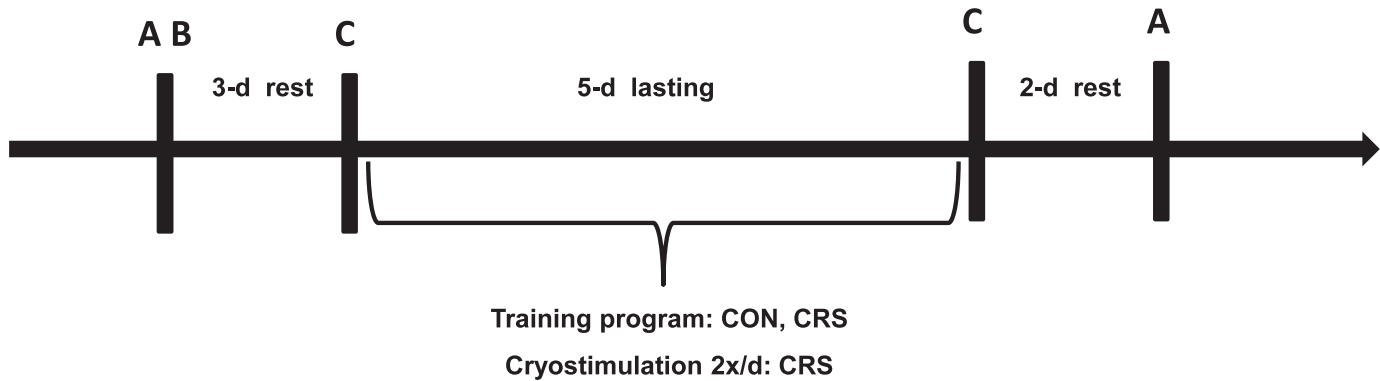 A B
C
C
A
3-d rest
5-d lasting
2-d rest
Training program: CON, CRS
Cryostimulation 2x/d: CRS